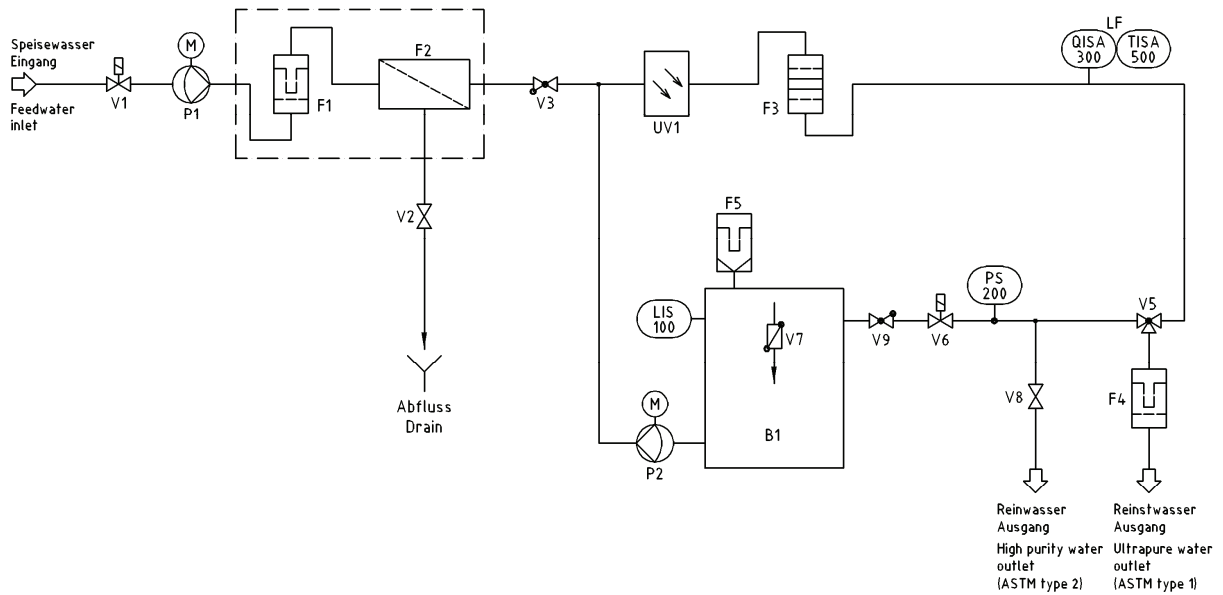 Speisewasser
Eingang
Feedwater
inlet
V1
M
P1
F1
F2
V3
UV1
F3
LF
QISA
300
TISA
500
V2
Abfluss
Drain
F5
LIS
100
V7
B1
M
P2
V9
V6
PS
200
V5
V8
F4
Reinwasser
Ausgang
High purity water
outlet
(ASTM type 2)
Reinstwasser
Ausgang
Ultrapure water
outlet
(ASTM type 1)